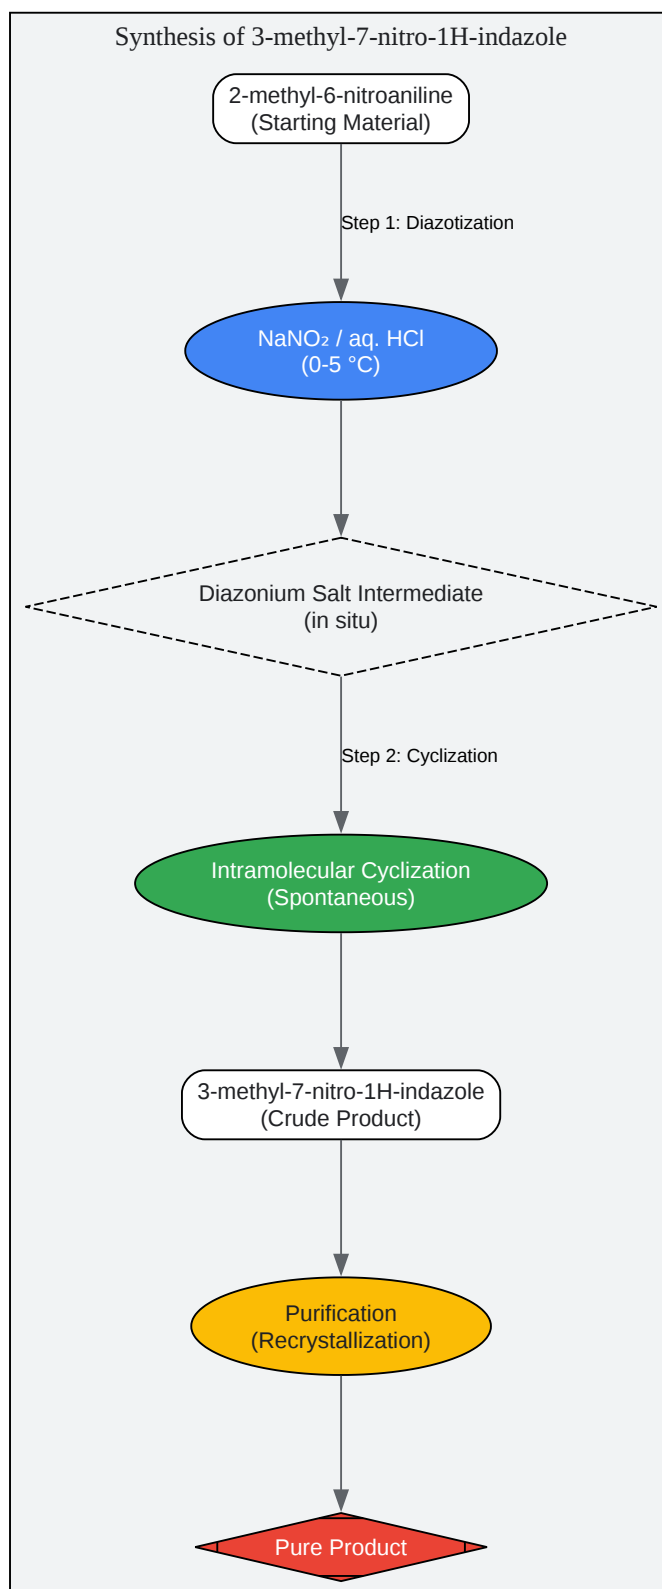 Synthesis of 3-methyl-7-nitro-1H-indazole
2-methyl-6-nitroaniline
(Starting Material)
Step 1: Diazotization
NaNO₂ / aq. HCl
(0-5 °C)
Diazonium Salt Intermediate
(in situ)
Step 2: Cyclization
Intramolecular Cyclization
(Spontaneous)
3-methyl-7-nitro-1H-indazole
(Crude Product)
Purification
(Recrystallization)
Pure Product